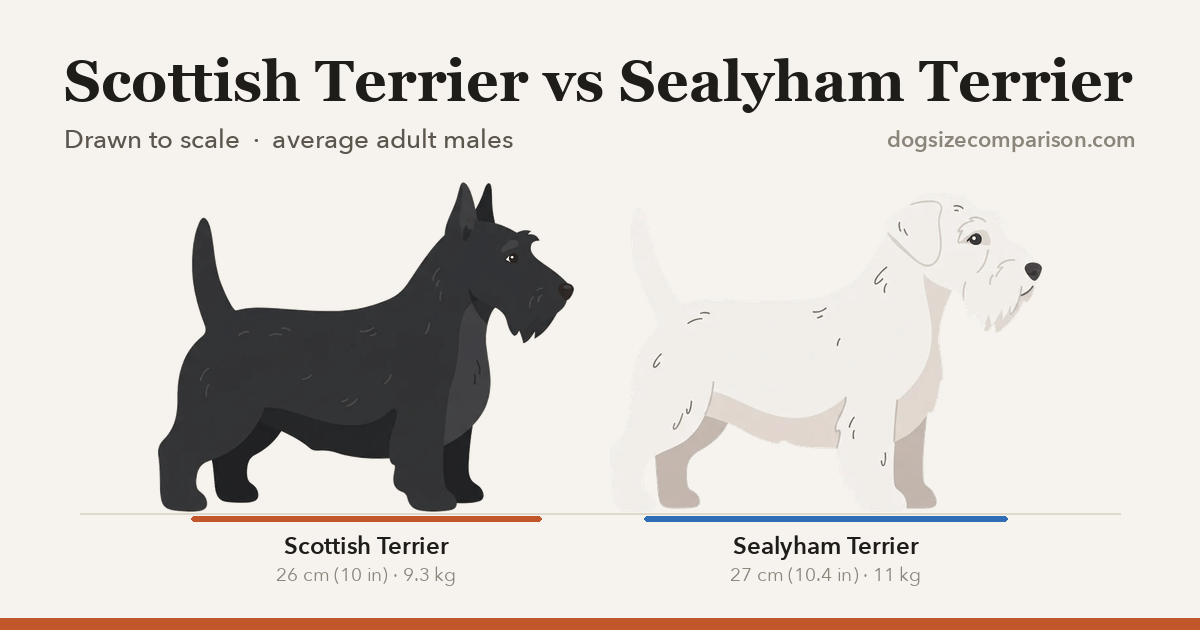 Scottish Terrier vs Sealyham Terrier
Drawn to scale · average adult males
dogsizecomparison.com
Scottish Terrier
26 cm (10 in) · 9.3 kg
Sealyham Terrier
27 cm (10.4 in) · 11 kg